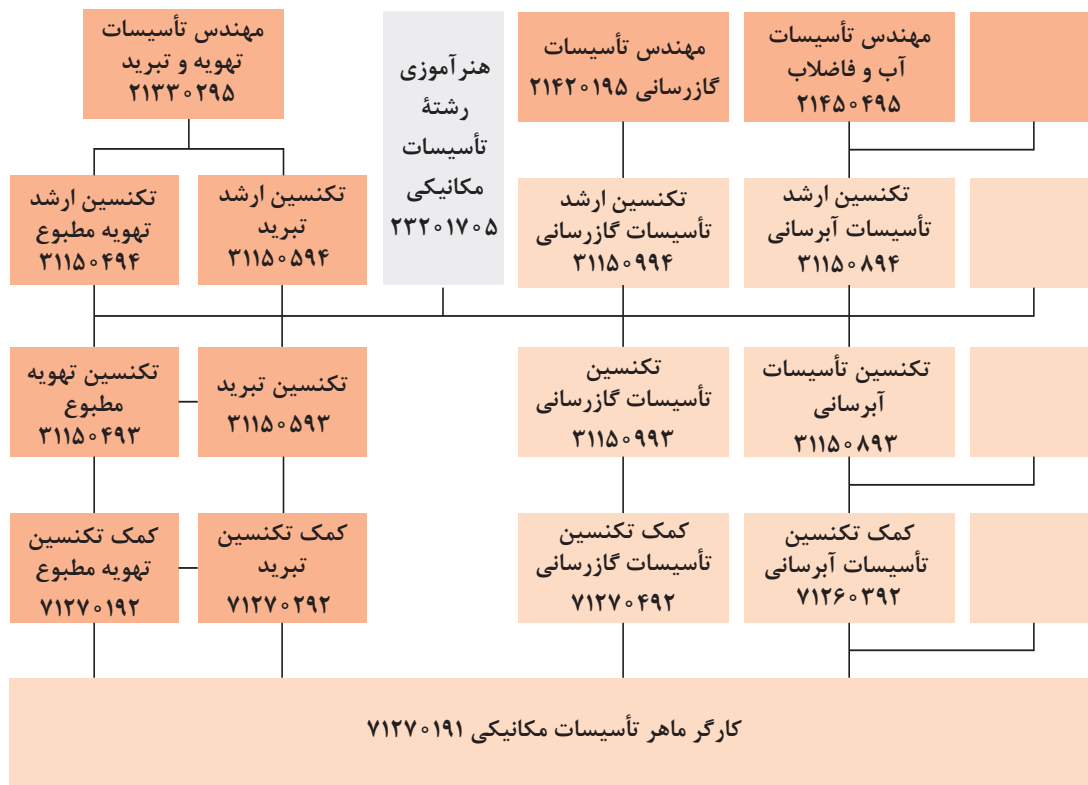 مهندس تأسیسات
آب و فاضلاب
۲۱۴۵۰۴۹۵
مهندس تأسیسات
گازرسانی ۲۱۴۲۰۱۹۵
هنرآموزی
رشتۀ
تأسیسات
مکانیکی
۲۳۲۰۱۷۰۵
مهندس تأسیسات
تهویه و تبرید
۲۱۳۳۰۲۹۵
تکنسین ارشد
تأسیسات آبرسانی
۳۱۱۵۰۸۹۴
تکنسین ارشد
تأسیسات گازرسانی
۳۱۱۵۰۹۹۴
تکنسین ارشد
تبرید
۳۱۱۵۰۵۹۴
تکنسین ارشد
تهویه مطبوع
۳۱۱۵۰۴۹۴
تکنسین تأسیسات
آبرسانی
۳۱۱۵۰۸۹۳
تکنسین
تأسیسات گازرسانی
۳۱۱۵۰۹۹۳
تکنسین تبرید
۳۱۱۵۰۵۹۳
تکنسین تهویه
مطبوع
۳۱۱۵۰۴۹۳
کمک تکنسین
تأسیسات آبرسانی
۷۱۲۶۰۳۹۲
کمک تکنسین
تأسیسات گازرسانی
۷۱۲۷۰۴۹۲
کمک تکنسین
تبرید
۷۱۲۷۰۲۹۲
کمک تکنسین
تهویه مطبوع
۷۱۲۷۰۱۹۲
کارگر ماهر تأسیسات مکانیکی ۷۱۲۷۰۱۹۱